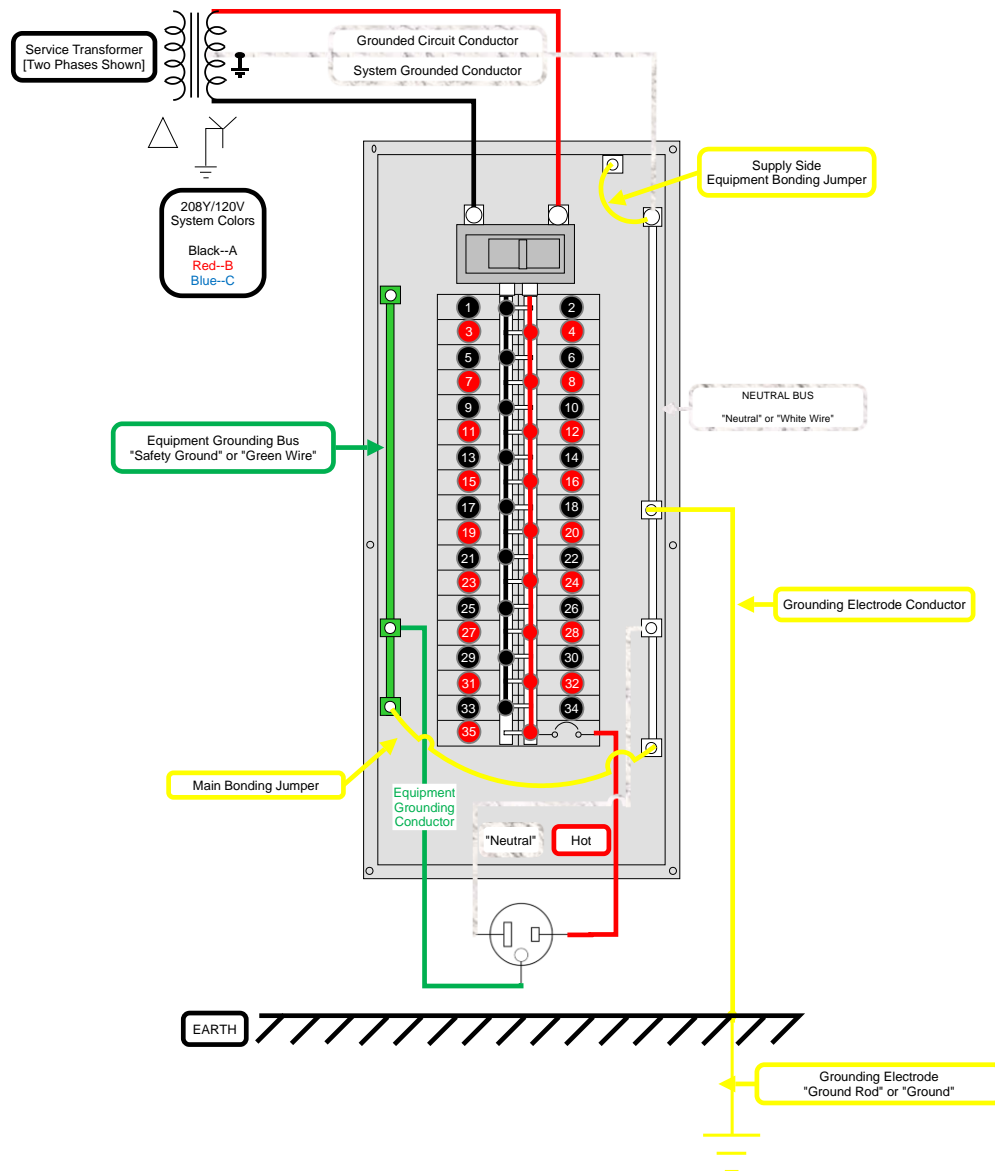 Service Transformer
[Two Phases Shown]
Grounded Circuit Conductor
System Grounded Conductor
Supply Side
Equipment Bonding Jumper
208Y/120V
System Colors
Black--A
Red--B
Blue--C
1
2
3
4
5
6
7
8
9
10
11
12
13
14
15
16
17
18
19
20
21
22
23
24
25
26
27
28
29
30
31
32
33
34
35
NEUTRAL BUS
"Neutral" or "White Wire"
Equipment Grounding Bus
"Safety Ground" or "Green Wire"
Grounding Electrode Conductor
Main Bonding Jumper
Equipment
Grounding
Conductor
"Neutral"
Hot
EARTH
Grounding Electrode
"Ground Rod" or "Ground"